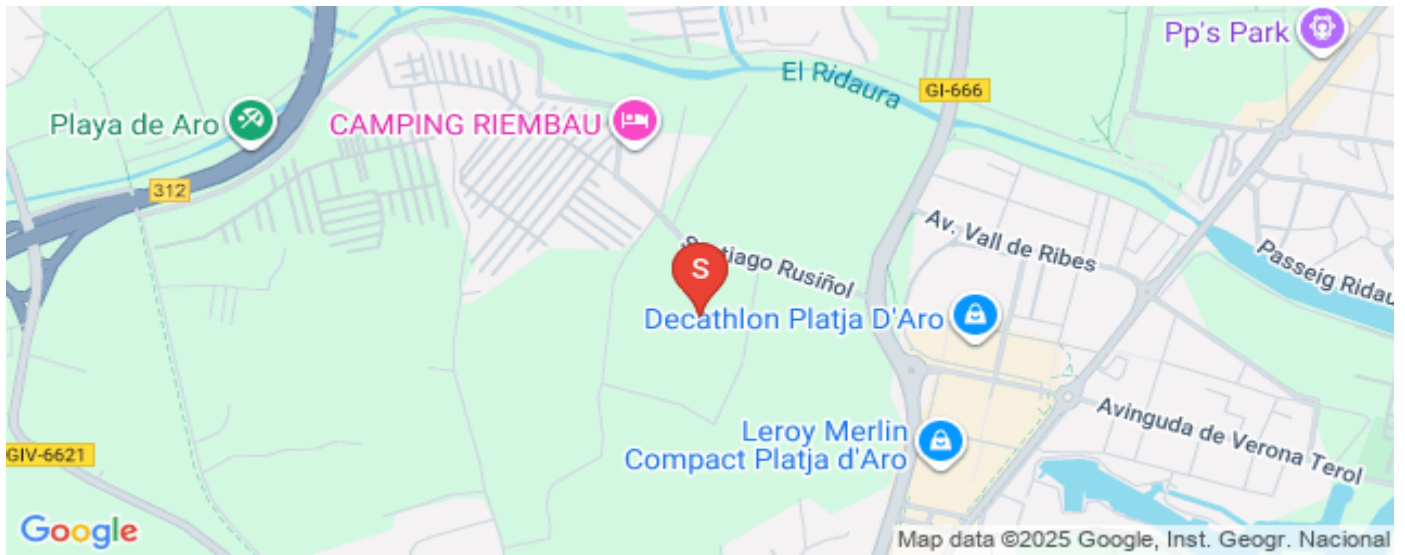 Pp's Park
El Ridaura
GI-666
Playa de Aro
CAMPING RIEMBAU
312
Av. Vall de Ribes
Passeig Ridau
S
tiago Rusiñol
Decathlon Platja D'Aro
Avinguda de Verona Terol
Leroy Merlin
Compact Platja d'Aro
GIV-6621
Google
Map data ©2025 Google, Inst. Geogr. Nacional